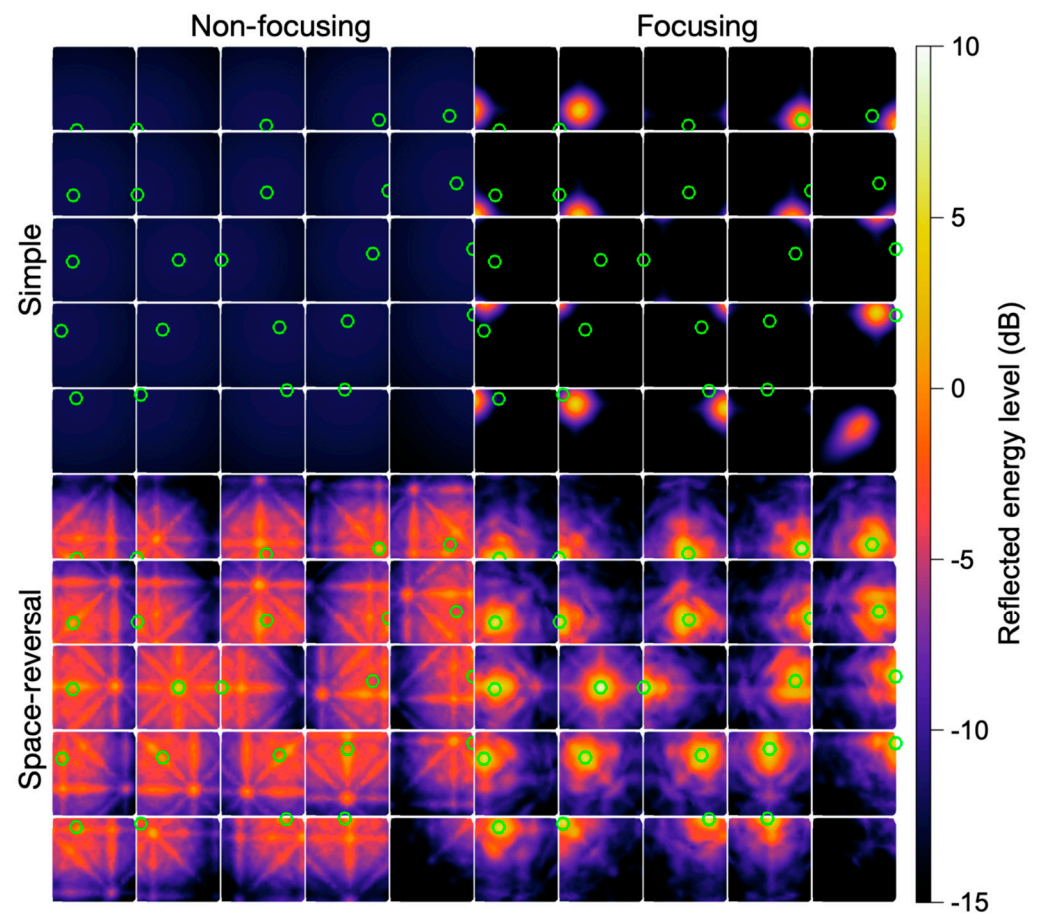 Non-focusing
Focusing
Simple
Space-reversal
10
5
0
-5
-10
-15
Reflected energy level (dB)